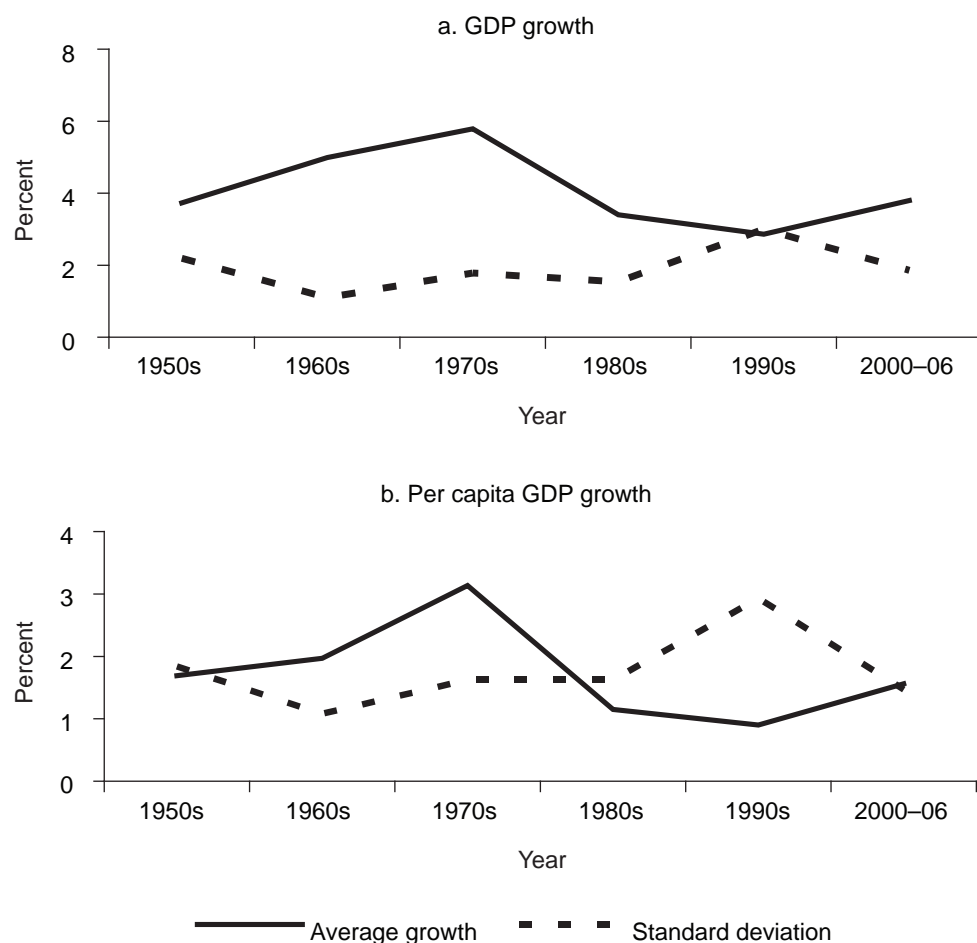 a. GDP growth
8
6
4
2
0
Percent
1950s 1960s 1970s 1980s 1990s 2000–06
Year
b. Per capita GDP growth
4
3
2
1
0
Percent
1950s 1960s 1970s 1980s 1990s 2000–06
Year
Average growth Standard deviation